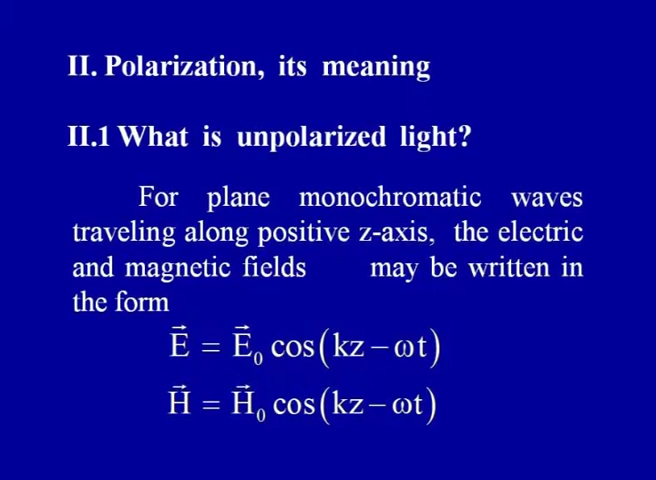 II. Polarization, its meaning
II.1 What is unpolarized light?
For plane monochromatic waves
traveling along positive z-axis, the electric
and magnetic fields may be written in
the form
E⃗ = E⃗₀ cos(kz − ωt)
H⃗ = H⃗₀ cos(kz − ωt)